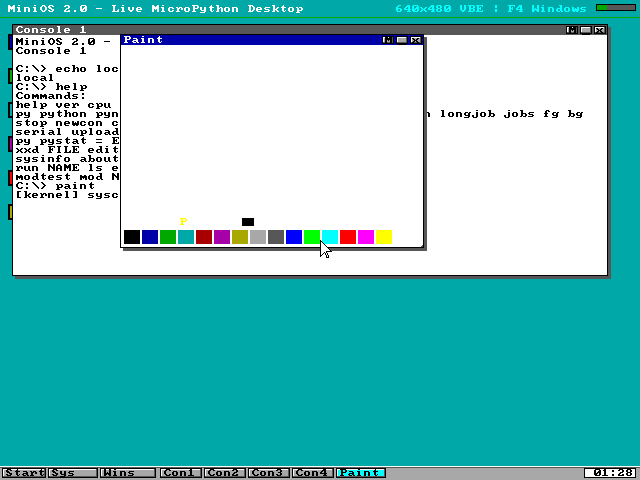 MiniOS 2.0 - Live MicroPython Desktop
640x480 VBE | F4 Windows
Console 1
MiniOS 2.0 -
Console 1
C:\> echo loc
local
C:\> help
Commands:
help ver cpu
py python pyn
longjob jobs fg bg
stop newcon c
serial upload
py pystat = E
xxd FILE edit
sysinfo about
run NAME ls e
modtest mod N
C:\> paint
[kernel] sysc
Paint
P
Start
Sys
Wins
Con1
Con2
Con3
Con4
Paint
01:28